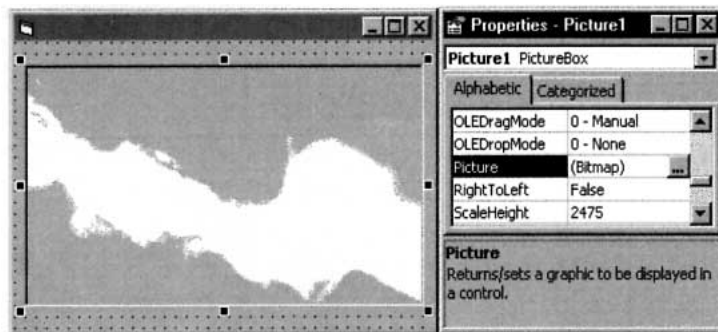 Properties - Picture1
Picture1 PictureBox
Alphabetic Categorized
OLEDragMode 0 - Manual
OLEDropMode 0 - None
Picture (Bitmap) ...
RightToLeft False
ScaleHeight 2475
Picture
Returns/sets a graphic to be displayed in
a control.